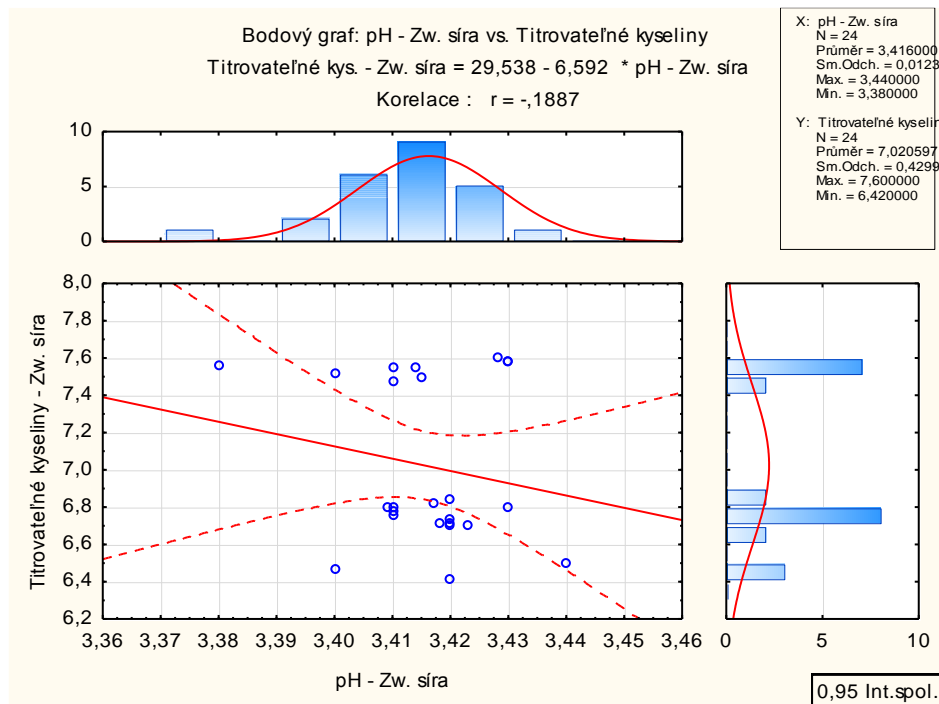 Bodový graf: pH - Zw. síra vs. Titrovateľné kyseliny
Titrovateľné kys. - Zw. síra = 29,538 - 6,592 * pH - Zw. síra
Korelace : r = -,1887
X: pH - Zw. síra
N = 24
Průměr = 3,416000
Sm.Odch. = 0,0123
Max. = 3,440000
Min. = 3,380000
Y: Titrovateľné kyselin
N = 24
Průměr = 7,020597
Sm.Odch. = 0,4299
Max. = 7,600000
Min. = 6,420000
10
5
0
8,0
7,8
7,6
7,4
7,2
7,0
6,8
6,6
6,4
6,2
Titrovateľné kyseliny - Zw. síra
3,36 3,37 3,38 3,39 3,40 3,41 3,42 3,43 3,44 3,45 3,46
0 5 10
pH - Zw. síra
0,95 Int.spol.